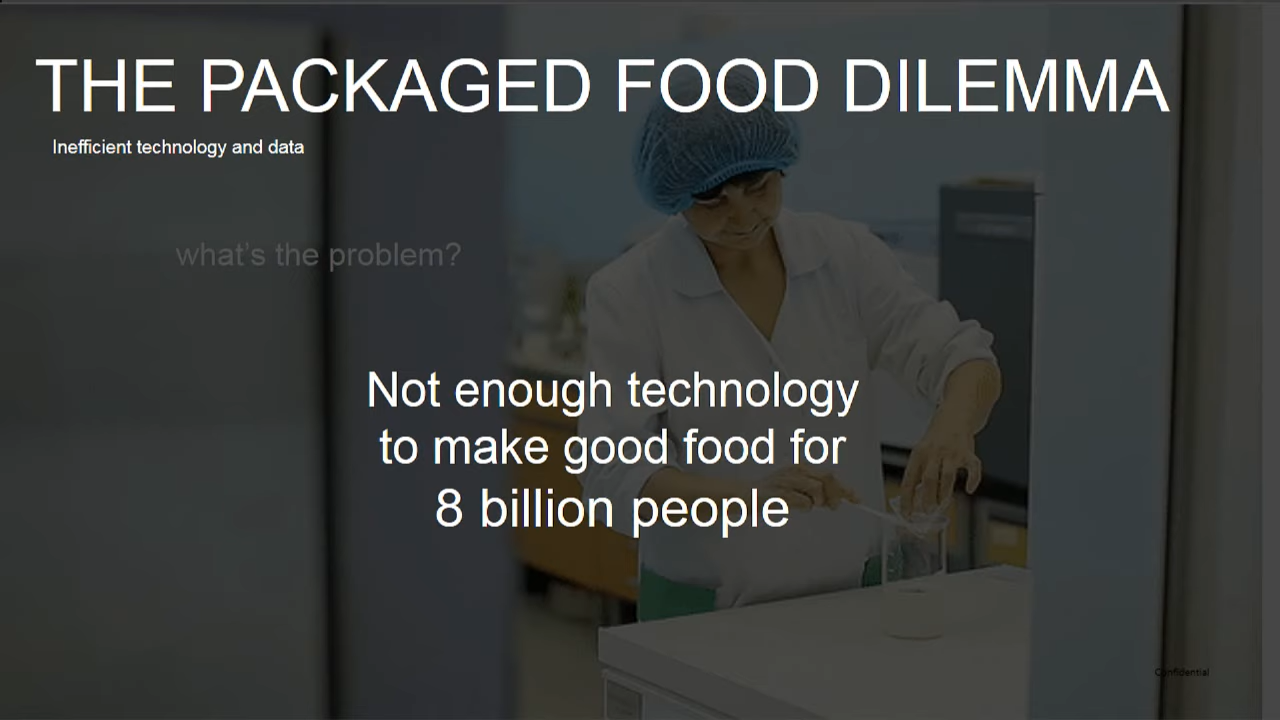 THE PACKAGED FOOD DILEMMA
Inefficient technology and data
what's the problem?
Not enough technology
to make good food for
8 billion people
Confidential